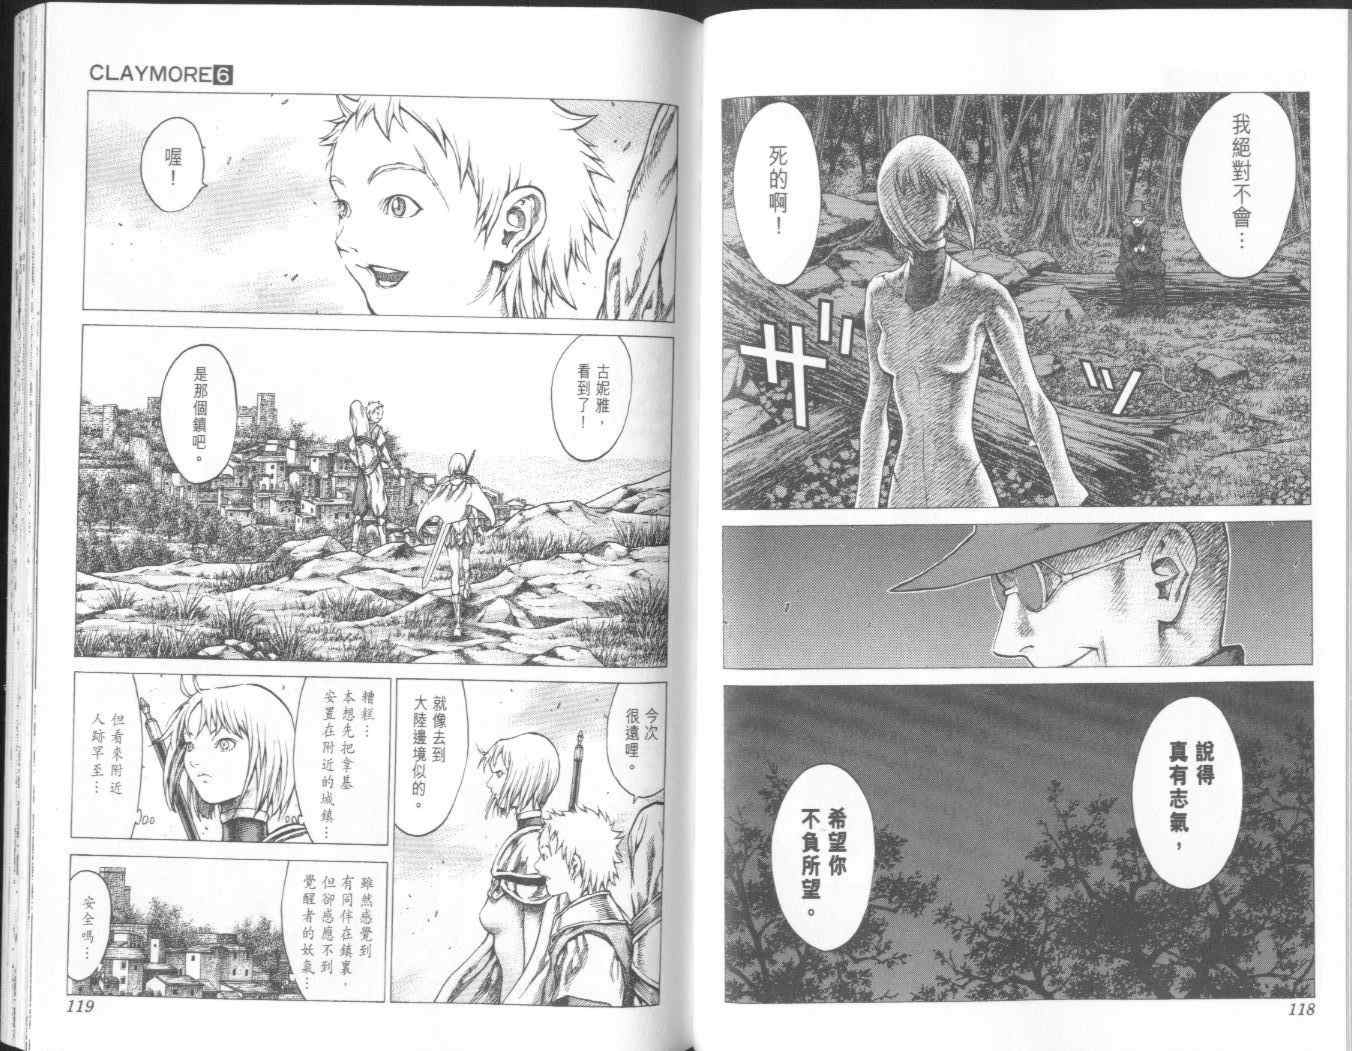 我絕對不會…
死的啊！
ザッ
說得
真有志氣，
希望你
不負所望。
118
CLAYMORE6
喔！
古妮雅，
看到了！
是那個鎮吧。
今次
很遠哩。
就像去到
大陸邊境似的。
糟糕…
本想先把拿基
安置在附近的城鎮…
但看來附近
人跡罕至…
雖然感覺到
有同伴在鎮裏，
但卻感應不到
覺醒者的妖氣…
安全嗎…
119